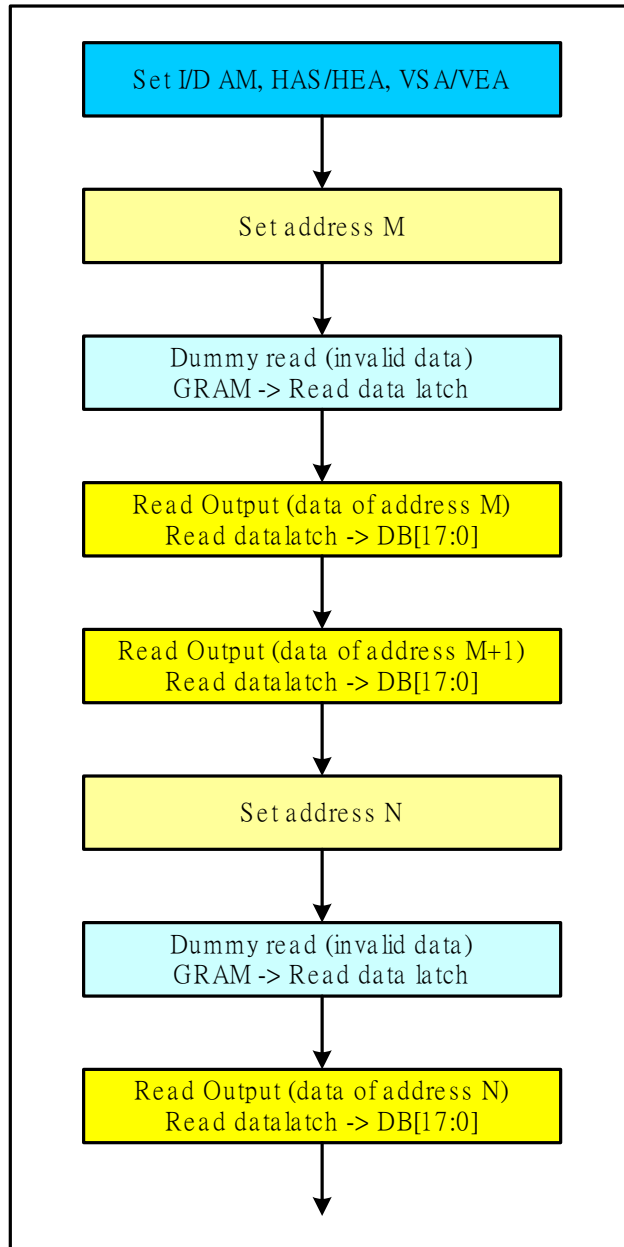 Set I/D AM, HAS/HEA, VSA/VEA
Set address M
Dummy read (invalid data)
GRAM -> Read data latch
Read Output (data of address M)
Read datalatch -> DB[17:0]
Read Output (data of address M+1)
Read datalatch -> DB[17:0]
Set address N
Dummy read (invalid data)
GRAM -> Read data latch
Read Output (data of address N)
Read datalatch -> DB[17:0]